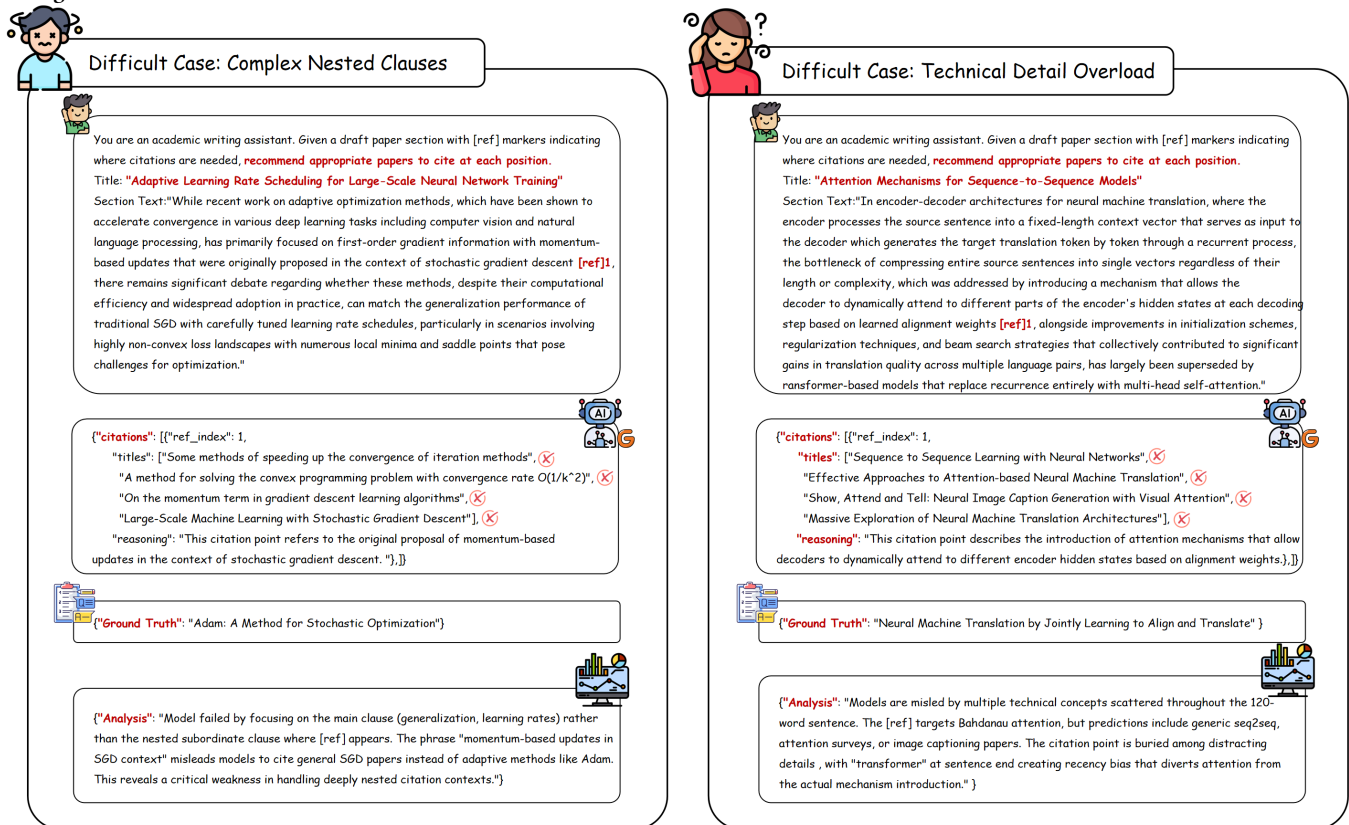 Difficult Case: Complex Nested Clauses
You are an academic writing assistant. Given a draft paper section with [ref] markers indicating
where citations are needed, recommend appropriate papers to cite at each position.
Title: "Adaptive Learning Rate Scheduling for Large-Scale Neural Network Training"
Section Text:"While recent work on adaptive optimization methods, which have been shown to
accelerate convergence in various deep learning tasks including computer vision and natural
language processing, has primarily focused on first-order gradient information with momentum-
based updates that were originally proposed in the context of stochastic gradient descent [ref]1,
there remains significant debate regarding whether these methods, despite their computational
efficiency and widespread adoption in practice, can match the generalization performance of
traditional SGD with carefully tuned learning rate schedules, particularly in scenarios involving
highly non-convex loss landscapes with numerous local minima and saddle points that pose
challenges for optimization."
AI
G
{"citations": [{"ref_index": 1,
"titles": ["Some methods of speeding up the convergence of iteration methods",
"A method for solving the convex programming problem with convergence rate O(1/k^2)",
"On the momentum term in gradient descent learning algorithms",
"Large-Scale Machine Learning with Stochastic Gradient Descent"],
"reasoning": "This citation point refers to the original proposal of momentum-based
updates in the context of stochastic gradient descent. "},]}
{"Ground Truth": "Adam: A Method for Stochastic Optimization"}
{"Analysis": "Model failed by focusing on the main clause (generalization, learning rates) rather
than the nested subordinate clause where [ref] appears. The phrase "momentum-based updates in
SGD context" misleads models to cite general SGD papers instead of adaptive methods like Adam.
This reveals a critical weakness in handling deeply nested citation contexts."}
Difficult Case: Technical Detail Overload
You are an academic writing assistant. Given a draft paper section with [ref] markers indicating
where citations are needed, recommend appropriate papers to cite at each position.
Title: "Attention Mechanisms for Sequence-to-Sequence Models"
Section Text:"In encoder-decoder architectures for neural machine translation, where the
encoder processes the source sentence into a fixed-length context vector that serves as input to
the decoder which generates the target translation token by token through a recurrent process,
the bottleneck of compressing entire source sentences into single vectors regardless of their
length or complexity, which was addressed by introducing a mechanism that allows the
decoder to dynamically attend to different parts of the encoder's hidden states at each decoding
step based on learned alignment weights [ref]1, alongside improvements in initialization schemes,
regularization techniques, and beam search strategies that collectively contributed to significant
gains in translation quality across multiple language pairs, has largely been superseded by
ransformer-based models that replace recurrence entirely with multi-head self-attention."
AI
G
{"citations": [{"ref_index": 1,
"titles": ["Sequence to Sequence Learning with Neural Networks",
"Effective Approaches to Attention-based Neural Machine Translation",
"Show, Attend and Tell: Neural Image Caption Generation with Visual Attention",
"Massive Exploration of Neural Machine Translation Architectures"],
"reasoning": "This citation point describes the introduction of attention mechanisms that allow
decoders to dynamically attend to different encoder hidden states based on alignment weights.},]}
{"Ground Truth": "Neural Machine Translation by Jointly Learning to Align and Translate" }
{"Analysis": "Models are misled by multiple technical concepts scattered throughout the 120-
word sentence. The [ref] targets Bahdanau attention, but predictions include generic seq2seq,
attention surveys, or image captioning papers. The citation point is buried among distracting
details , with "transformer" at sentence end creating recency bias that diverts attention from
the actual mechanism introduction." }